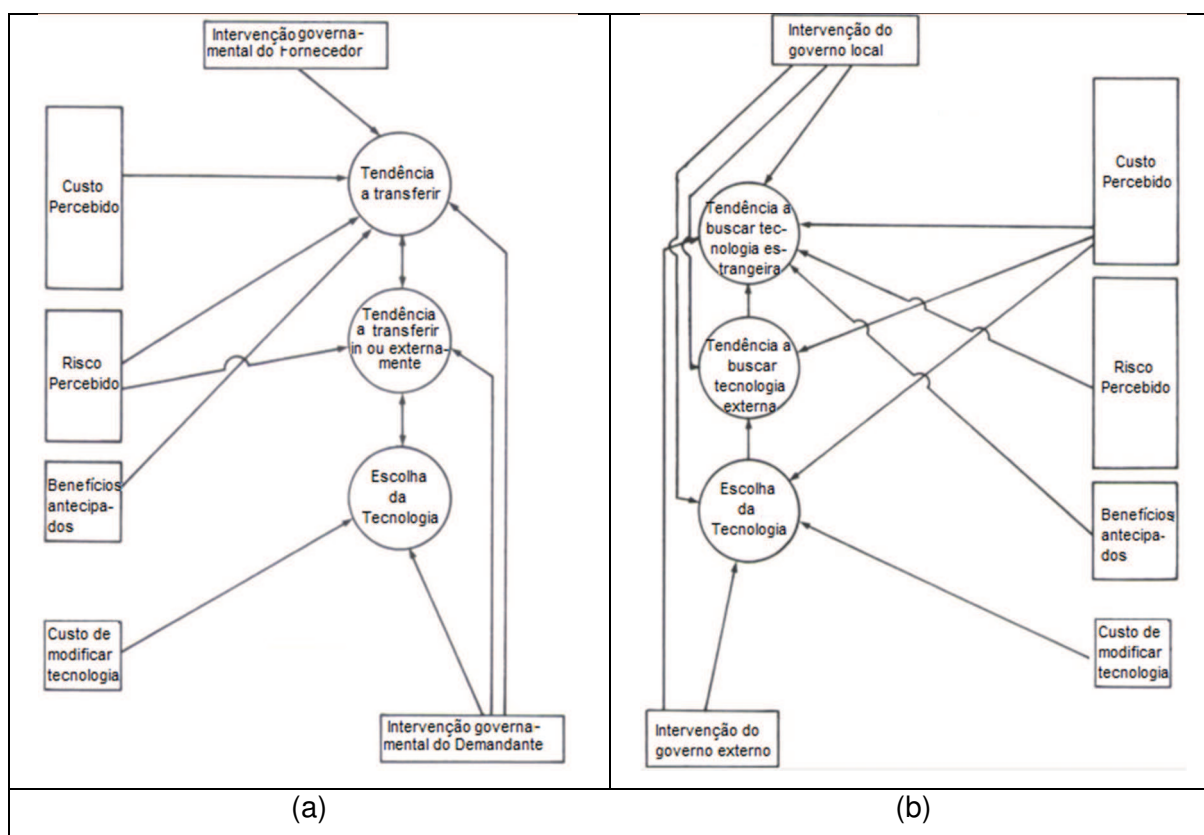 Intervenção governa-
mental do Fornecedor
Custo
Percebido
Tendência
a transferir
Risco
Percebido
Tendência
a transferir
in ou externa-
mente
Benefícios
antecipa-
dos
Escolha
da
Tecnologia
Custo de
modificar
tecnologia
Intervenção governa-
mental do Demandante
(a)
Intervenção do
governo local
Custo
Percebido
Tendência a
buscar tec-
nologia es-
trangeira
Risco
Percebido
Tendência a
buscar
tecnologia
externa
Escolha
da
Tecnologia
Benefícios
antecipa-
dos
Custo de
modificar
tecnologia
Intervenção do
governo externo
(b)